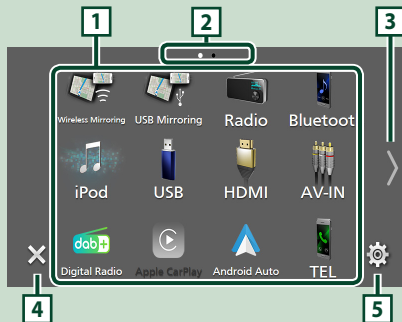 1 2 3
Wireless Mirroring USB Mirroring Radio Bluetoot
iPod USB HDMI AV-IN
dab+
Digital Radio Apple CarPlay Android Auto TEL
4 5